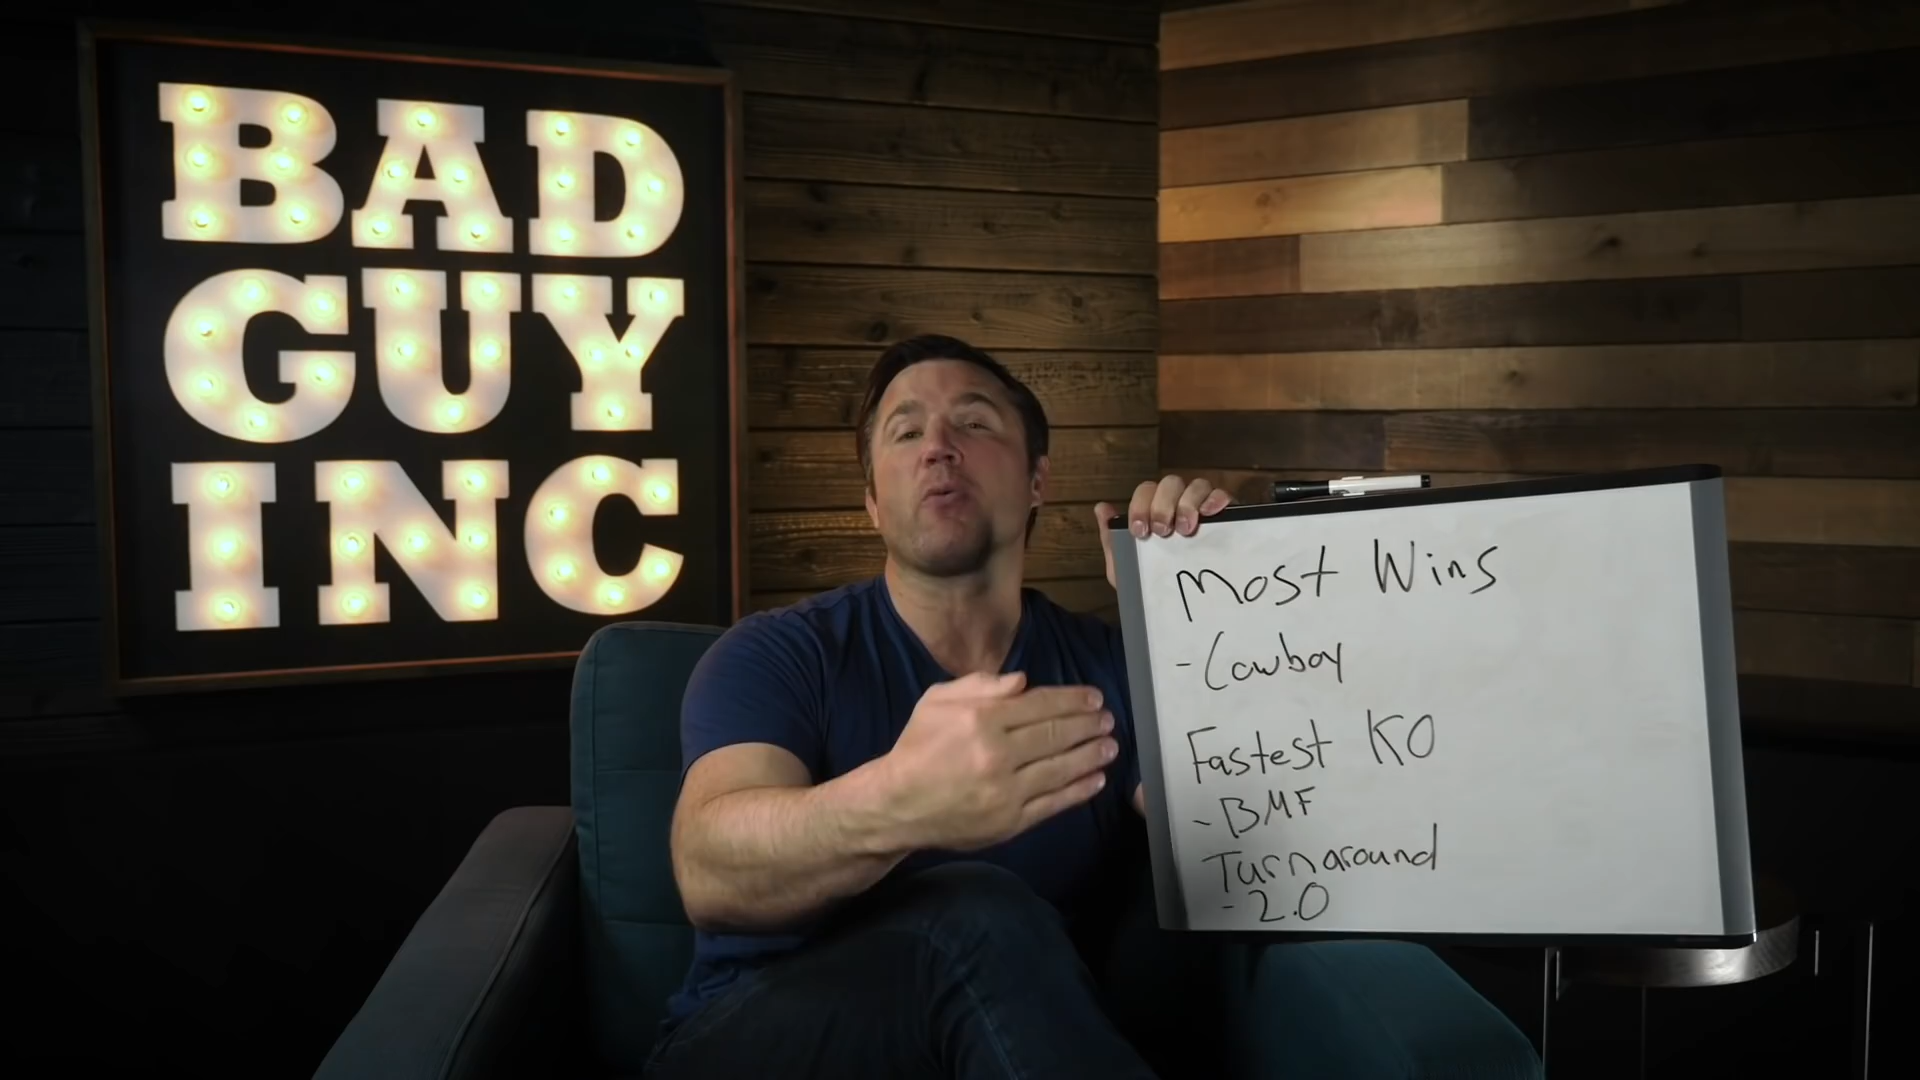 BAD
GUY
INC
Most Wins
- Cowboy
Fastest KO
- BMF
Turnaround
- 2.0